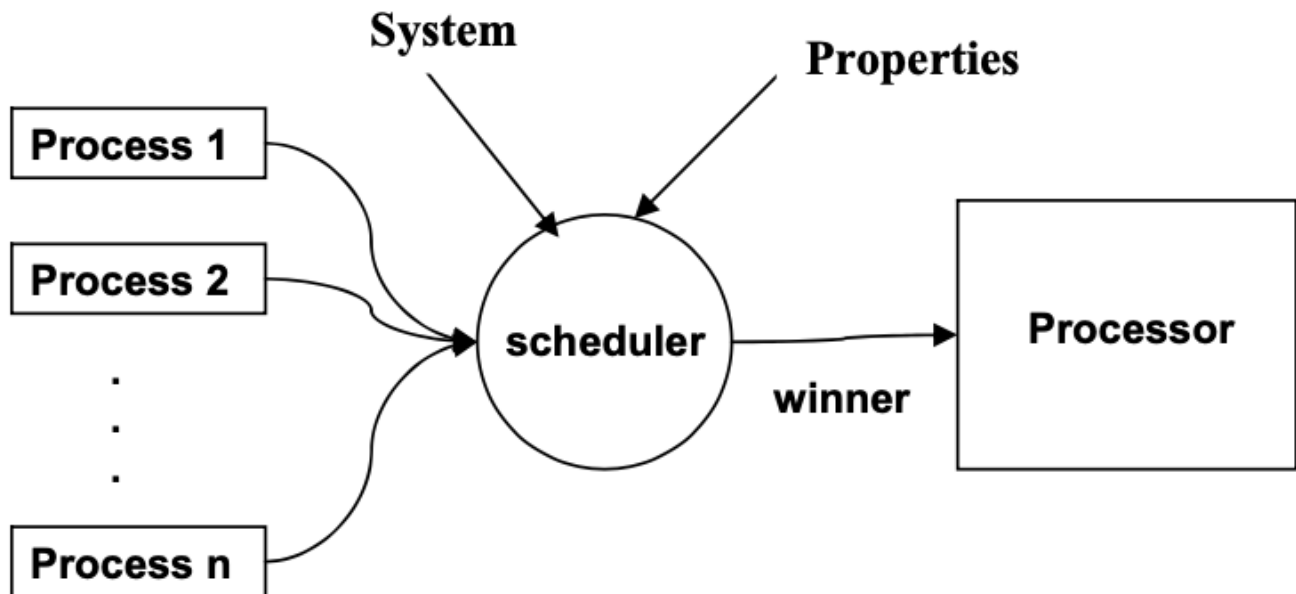 System
Properties
Process 1
Process 2
.
.
.
Process n
scheduler
winner
Processor